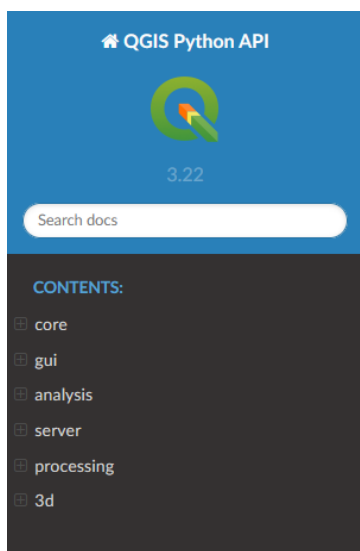 QGIS Python API
3.22
Search docs
CONTENTS:
core
gui
analysis
server
processing
3d